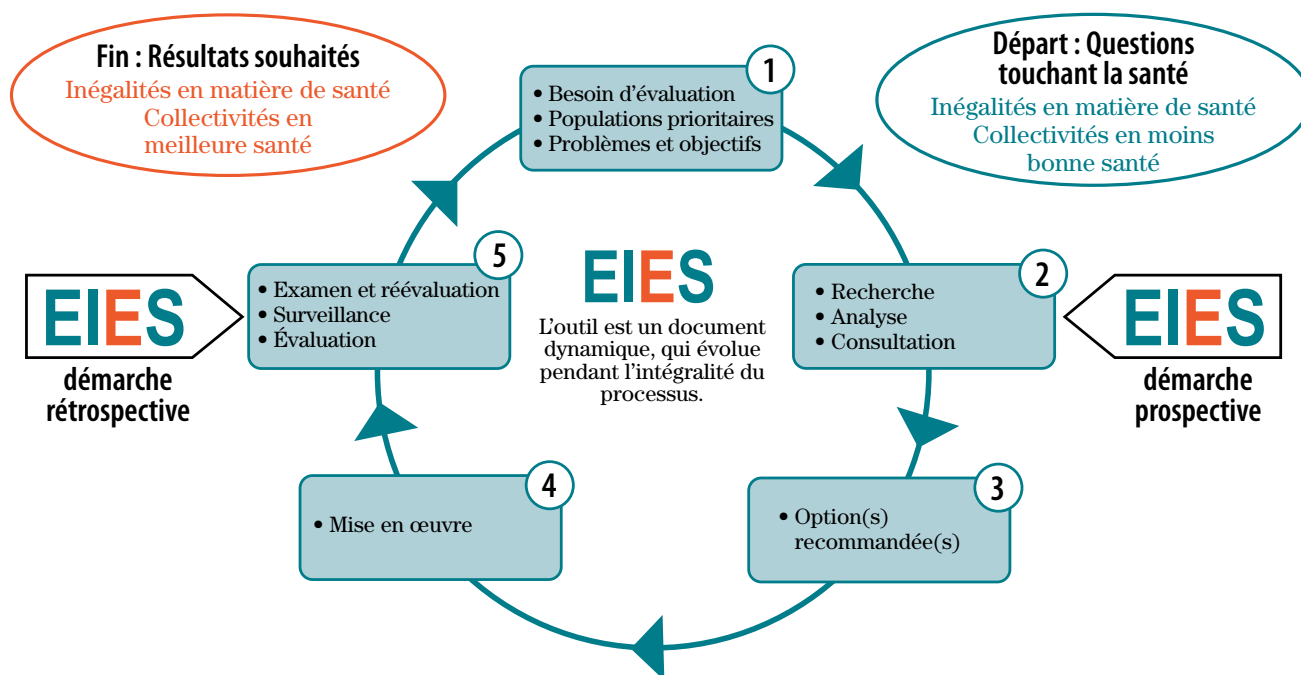 Fin : Résultats souhaités
Inégalités en matière de santé
Collectivités en
meilleure santé
Départ : Questions
touchant la santé
Inégalités en matière de santé
Collectivités en moins
bonne santé
1
• Besoin d'évaluation
• Populations prioritaires
• Problèmes et objectifs
2
• Recherche
• Analyse
• Consultation
EIES
démarche
prospective
3
• Option(s)
recommandée(s)
4
• Mise en œuvre
5
• Examen et réévaluation
• Surveillance
• Évaluation
EIES
démarche
rétrospective
EIES
L'outil est un document
dynamique, qui évolue
pendant l'intégralité du
processus.